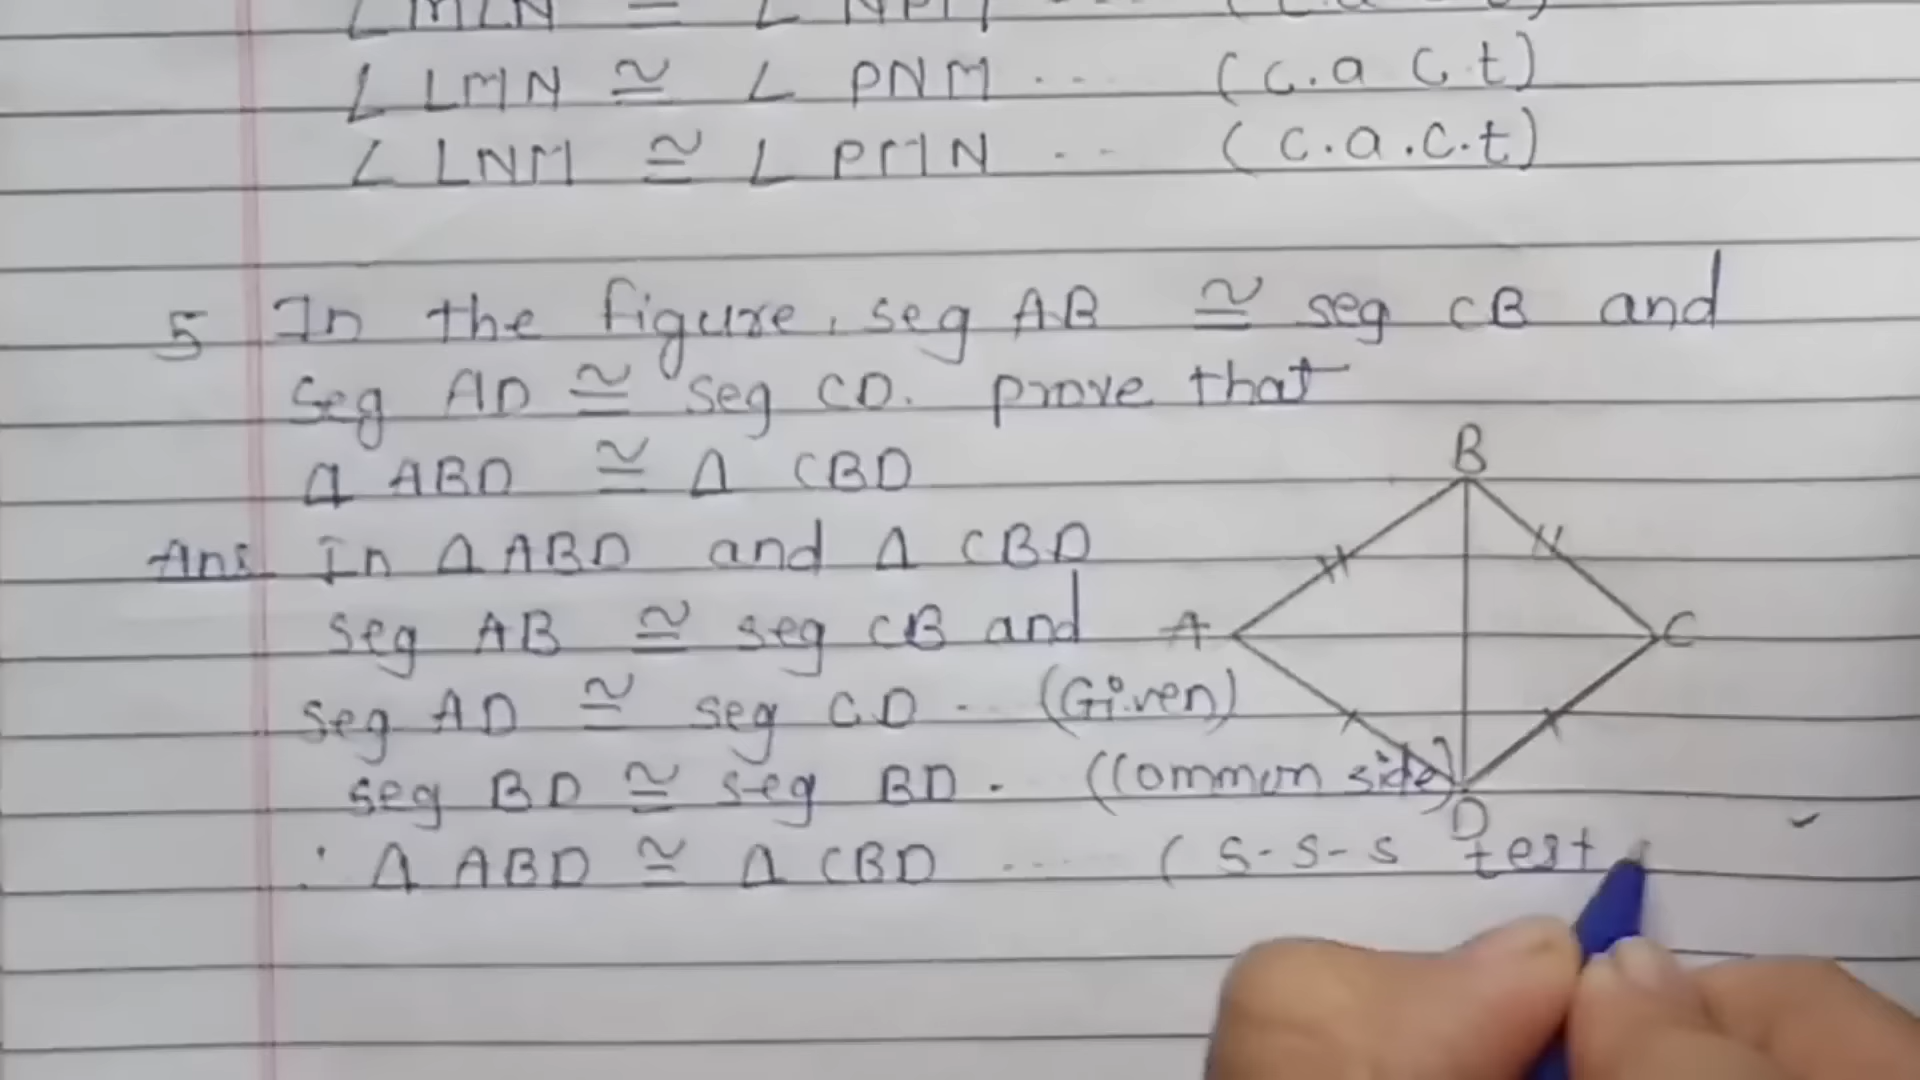 ∠ MLN ≅ ∠ NPM
∠ LMN ≅ ∠ PNM ... (c.a c.t)
∠ LNM ≅ ∠ PMN .. (c.a.c.t)
5 In the figure, seg AB ≅ seg CB and
seg AD ≅ seg CD. prove that
Δ ABD ≅ Δ CBD
Ans In Δ ABD and Δ CBD
seg AB ≅ seg CB and
seg AD ≅ seg CD .. (Given)
seg BD ≅ seg BD. (Common side)
∴ Δ ABD ≅ Δ CBD .... (S-S-S test
B
A
C
D